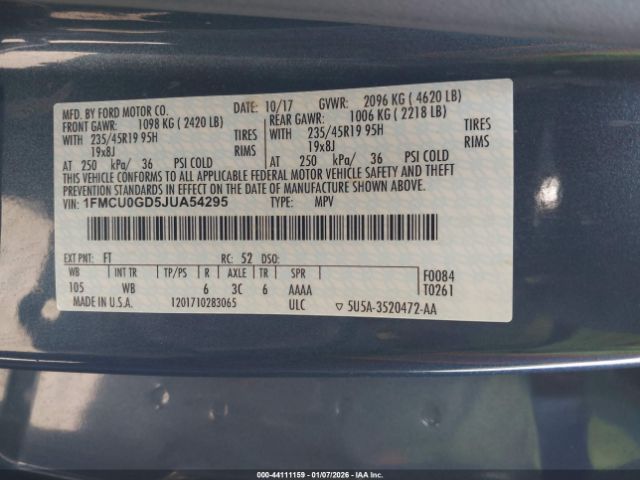 MFD. BY FORD MOTOR CO. DATE: 10/17 GVWR: 2096 KG ( 4620 LB)
FRONT GAWR: 1098 KG ( 2420 LB) REAR GAWR: 1006 KG ( 2218 LB)
WITH 235/45R19 95H TIRES WITH 235/45R19 95H TIRES
19x8J RIMS 19x8J RIMS
AT 250 kPa/ 36 PSI COLD AT 250 kPa/ 36 PSI COLD
THIS VEHICLE CONFORMS TO ALL APPLICABLE FEDERAL MOTOR VEHICLE SAFETY AND THEFT
PREVENTION STANDARDS IN EFFECT ON THE DATE OF MANUFACTURE SHOWN ABOVE.
VIN: 1FMCU0GD5JUA54295 TYPE: MPV
EXT PNT: FT RC: 52 DSO:
WB INT TR TP/PS R AXLE TR SPR F0084
105 WB 6 3C 6 AAAA T0261
MADE IN U.S.A. 1201710283065 ULC ▽ 5U5A-3520472-AA
000-44111159 | 01/07/2026 | IAA Inc.